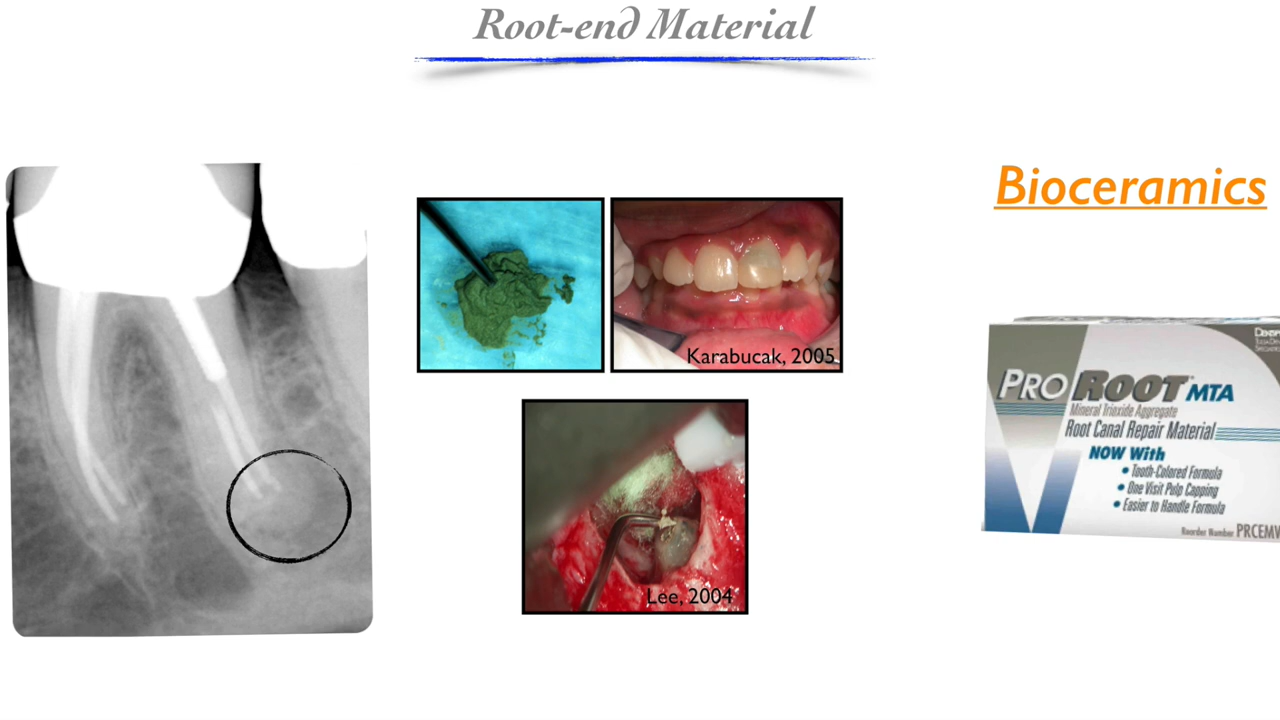 Root-end Material
Bioceramics
Karabucak, 2005
Lee, 2004
PRO ROOT MTA
Mineral Trioxide Aggregate
Root Canal Repair Material
NOW With
• Tooth-Colored Formula
• One Visit Pulp Capping
• Easier to Handle Formula
Reorder Number